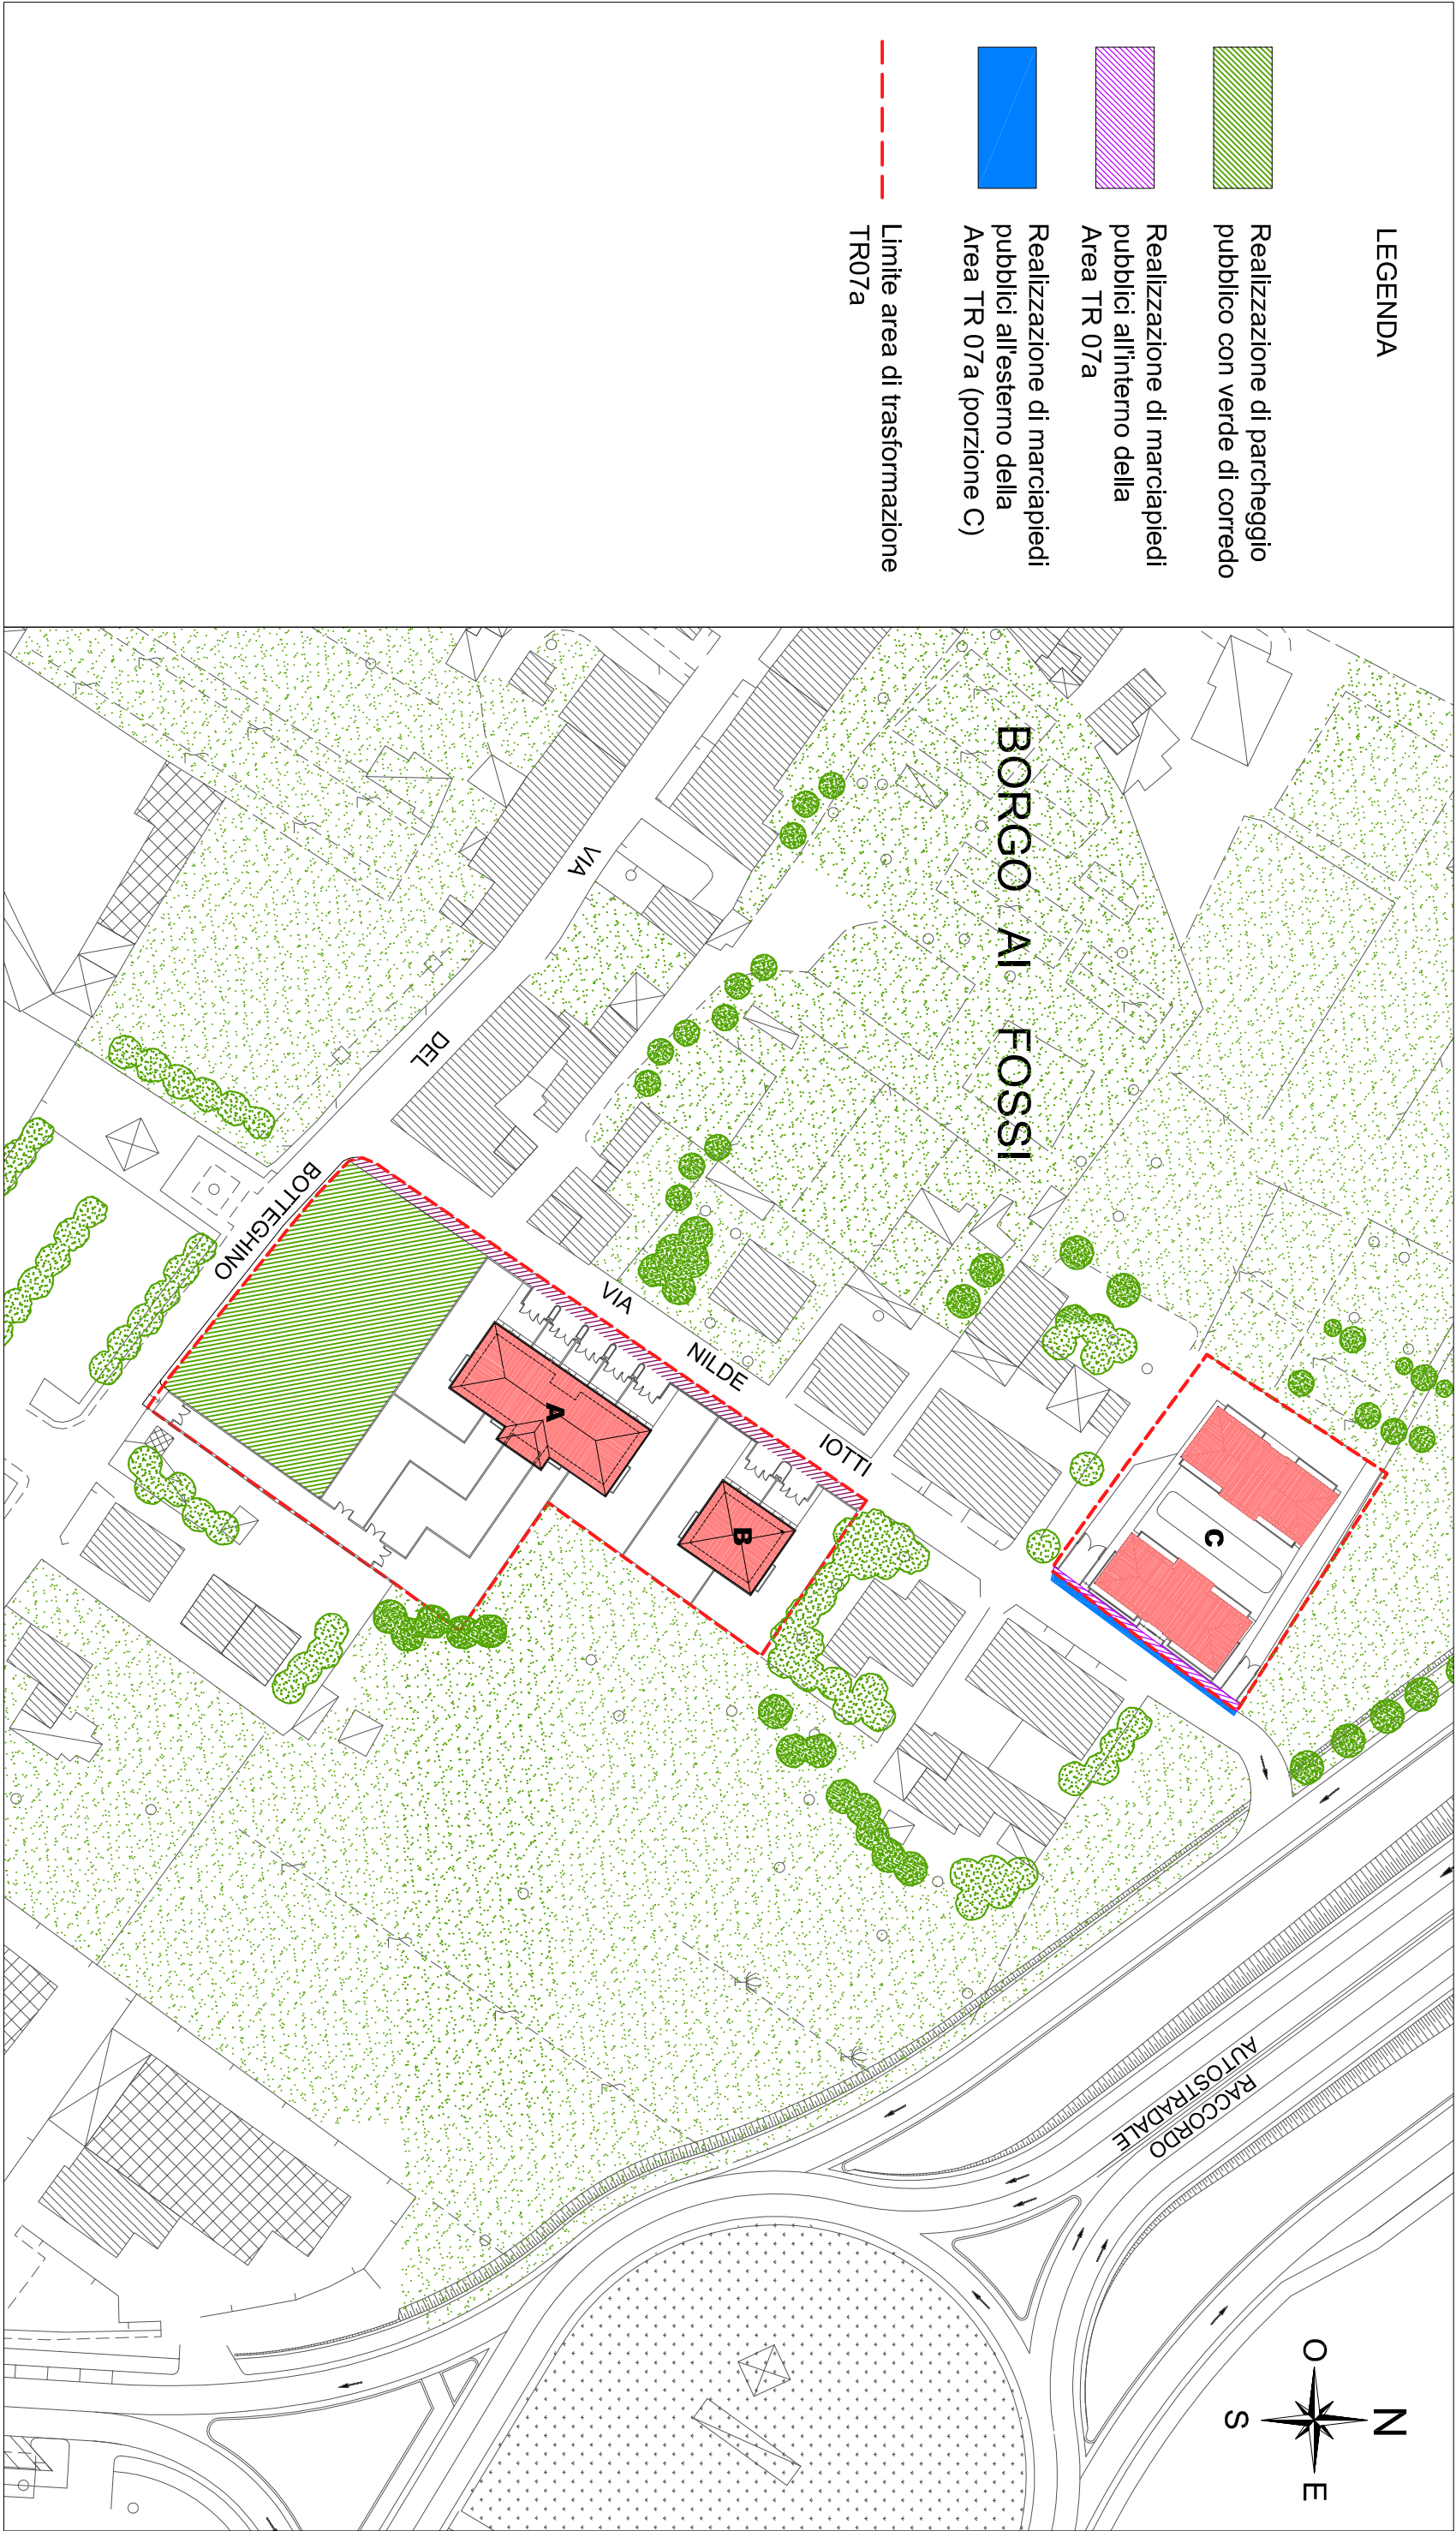 LEGENDA
Realizzazione di parcheggio
pubblico con verde di corredo
Realizzazione di marciapiedi
pubblici all'interno della
Area TR 07a
Realizzazione di marciapiedi
pubblici all'esterno della
Area TR 07a (porzione C)
Limite area di trasformazione
TR07a
BORGO AI FOSSI
VIA
DEL
BOTTEGHINO
VIA
NILDE
IOTTI
A
B
C
RACCORDO
AUTOSTRADALE
N
O
E
S